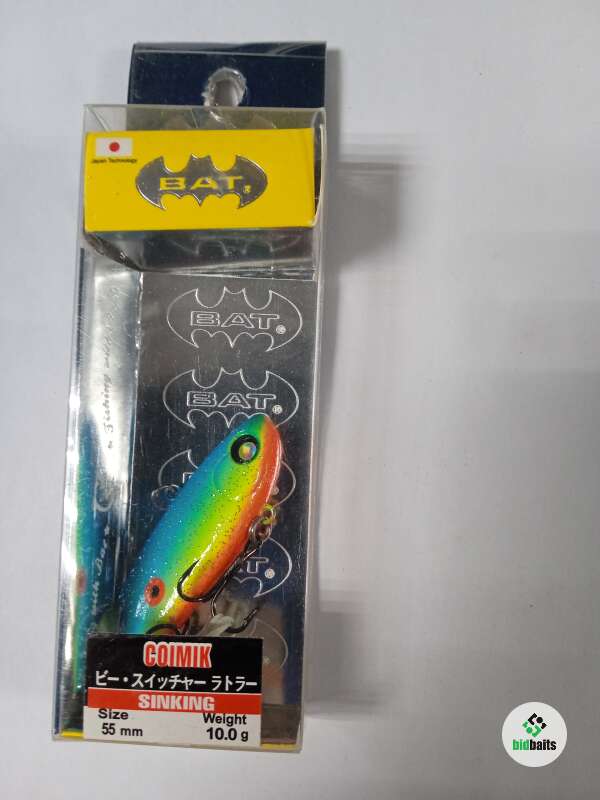 Japan Technology
BAT®
BAT®
BAT®
BAT
COIMIK
ビー・スイッチャー ラトラー
SINKING
Size
Weight
55 mm
10.0 g
bidbaits